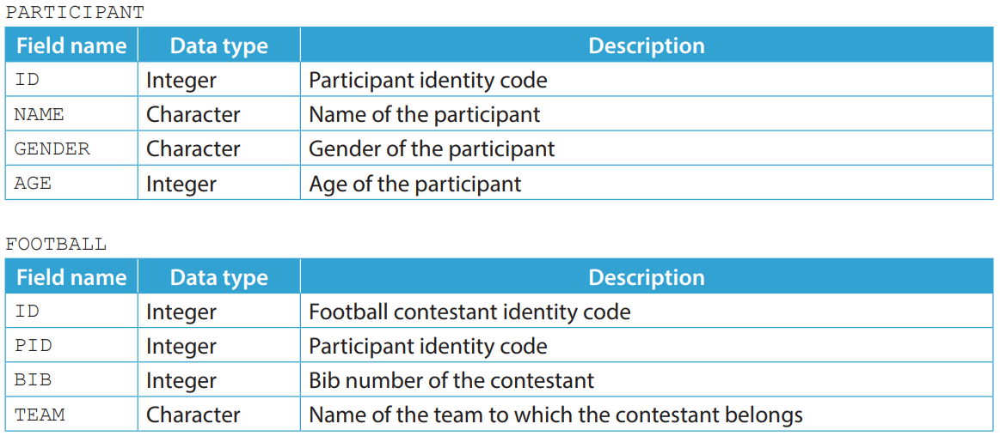 PARTICIPANT
Field name Data type Description
ID Integer Participant identity code
NAME Character Name of the participant
GENDER Character Gender of the participant
AGE Integer Age of the participant
FOOTBALL
Field name Data type Description
ID Integer Football contestant identity code
PID Integer Participant identity code
BIB Integer Bib number of the contestant
TEAM Character Name of the team to which the contestant belongs